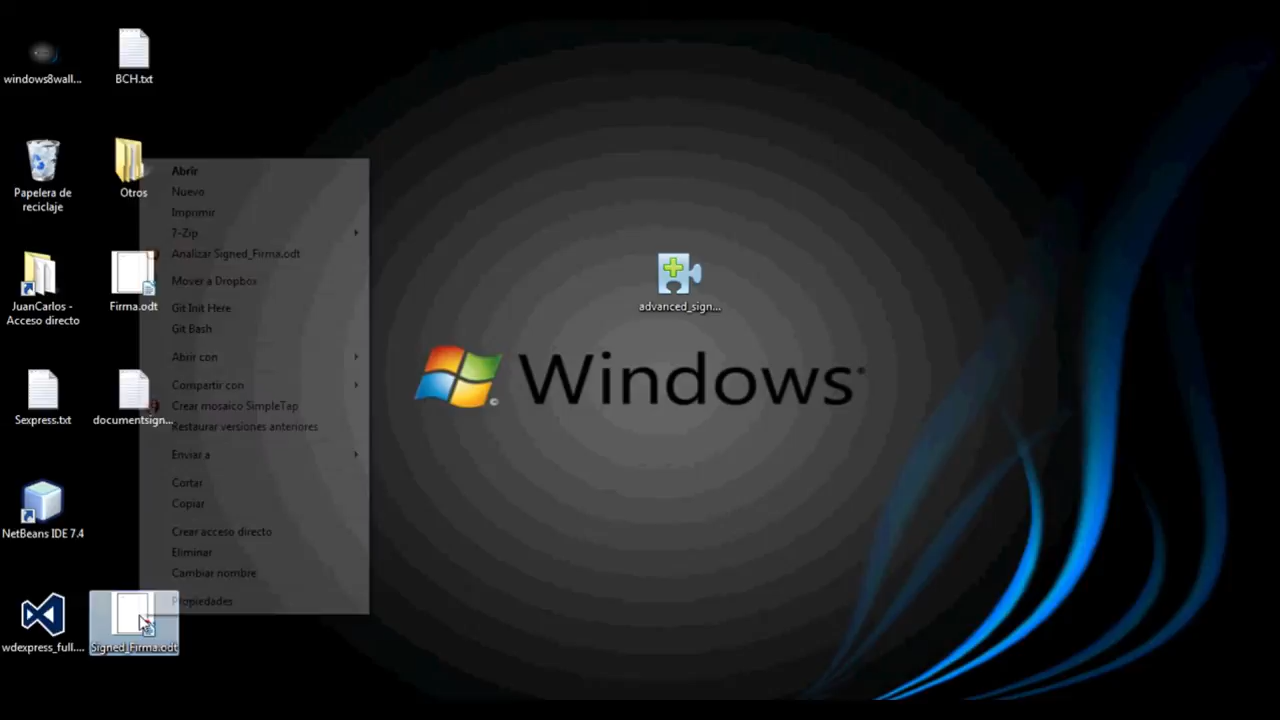 windows8wall...
BCH.txt
Papelera de
reciclaje
Otros
JuanCarlos -
Acceso directo
Firma.odt
Sexpress.txt
documentsign...
NetBeans IDE 7.4
wdexpress_full....
Signed_Firma.odt
Abrir
Nuevo
Imprimir
7-Zip
Analizar Signed_Firma.odt
Mover a Dropbox
Git Init Here
Git Bash
Abrir con
Compartir con
Crear mosaico SimpleTap
Restaurar versiones anteriores
Enviar a
Cortar
Copiar
Crear acceso directo
Eliminar
Cambiar nombre
Propiedades
advanced_sign...
Windows